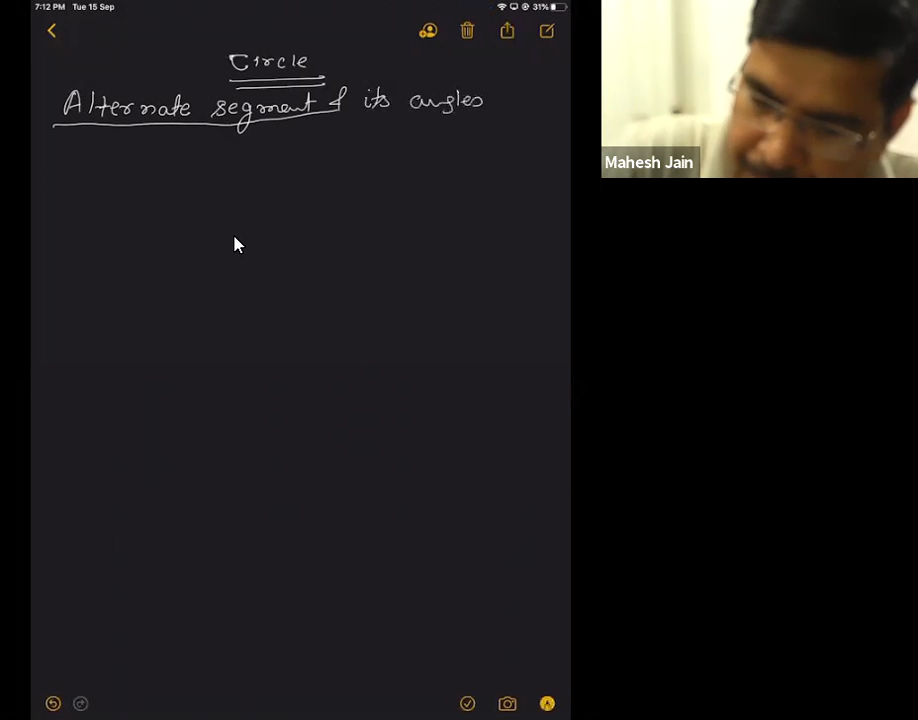 7:12 PM Tue 15 Sep 31%
Circle
Alternate segment & its angles
Mahesh Jain